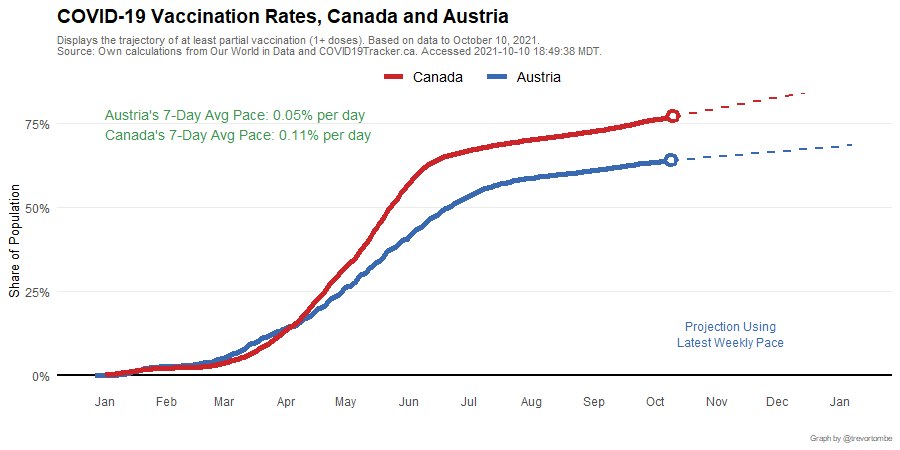 COVID-19 Vaccination Rates, Canada and Austria
Displays the trajectory of at least partial vaccination (1+ doses). Based on data to October 10, 2021.
Source: Own calculations from Our World in Data and COVID19Tracker.ca. Accessed 2021-10-10 18:49:38 MDT.
Canada Austria
Austria's 7-Day Avg Pace: 0.05% per day
Canada's 7-Day Avg Pace: 0.11% per day
Share of Population
75%
50%
25%
0%
Projection Using
Latest Weekly Pace
Jan Feb Mar Apr May Jun Jul Aug Sep Oct Nov Dec Jan
Graph by @trevortombe